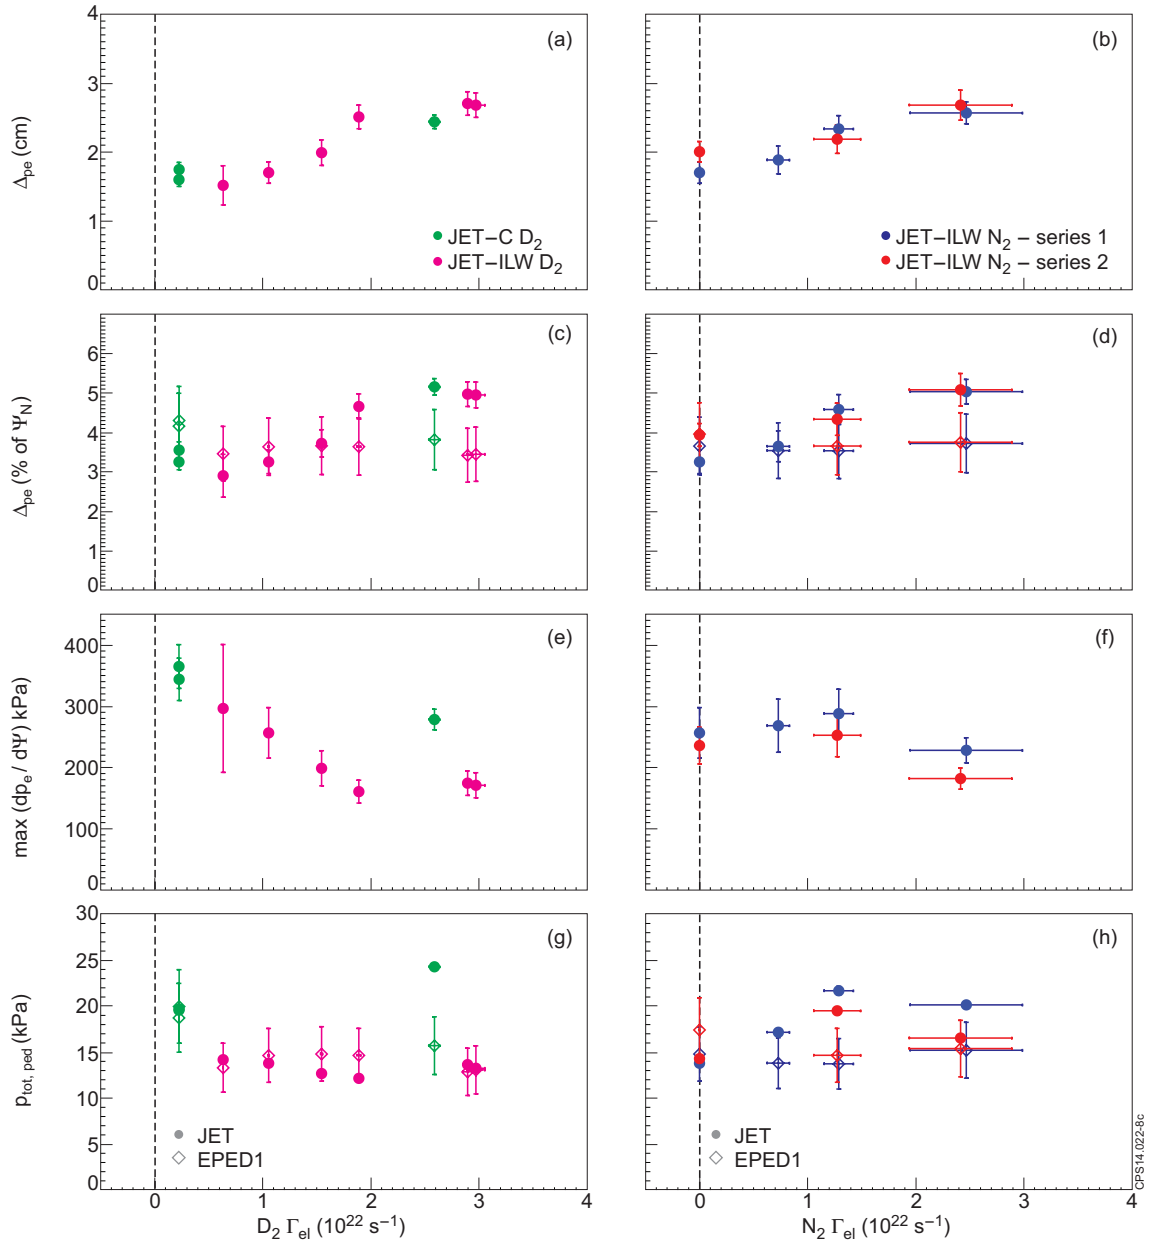 4
3
2
1
0
Δpe (cm)
(a)
JET–C D2
JET–ILW D2
(b)
JET–ILW N2 – series 1
JET–ILW N2 – series 2
6
5
4
3
2
1
0
Δpe (% of ΨN)
(c)
(d)
400
300
200
100
0
max (dpe / dΨ) kPa
(e)
(f)
30
25
20
15
10
5
0
ptot, ped (kPa)
(g)
JET
EPED1
(h)
JET
EPED1
0 1 2 3 4
D2 Γel (10²² s⁻¹)
0 1 2 3 4
N2 Γel (10²² s⁻¹)
CPS14.022-8c